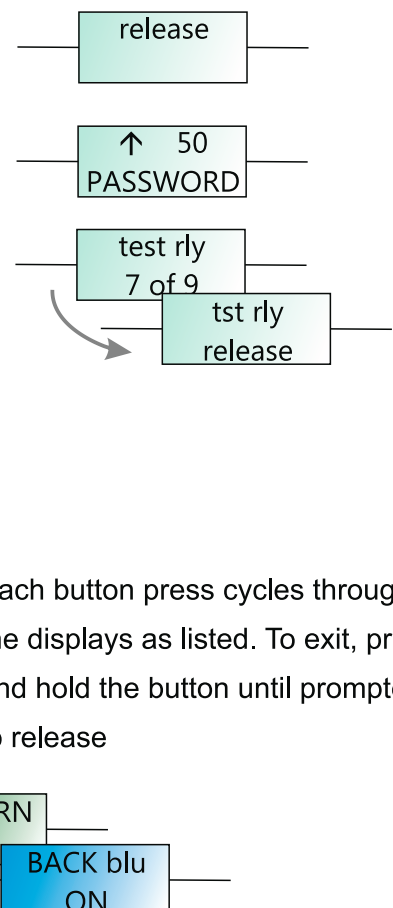 release
↑ 50
PASSWORD
test rly
7 of 9
tst rly
release
ach button press cycles throug
e displays as listed. To exit, pr
nd hold the button until prompt
release
RN
BACK blu
ON